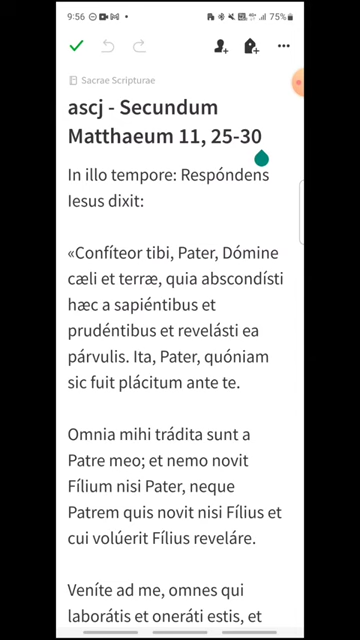 9:56 75%
Sacrae Scripturae
ascj - Secundum
Matthaeum 11, 25-30
In illo tempore: Respóndens
Iesus dixit:
«Confíteor tibi, Pater, Dómine
cæli et terræ, quia abscondísti
hæc a sapiéntibus et
prudéntibus et revelásti ea
párvulis. Ita, Pater, quóniam
sic fuit plácitum ante te.
Omnia mihi trádita sunt a
Patre meo; et nemo novit
Fílium nisi Pater, neque
Patrem quis novit nisi Fílius et
cui volúerit Fílius reveláre.
Veníte ad me, omnes qui
laborátis et oneráti estis, et